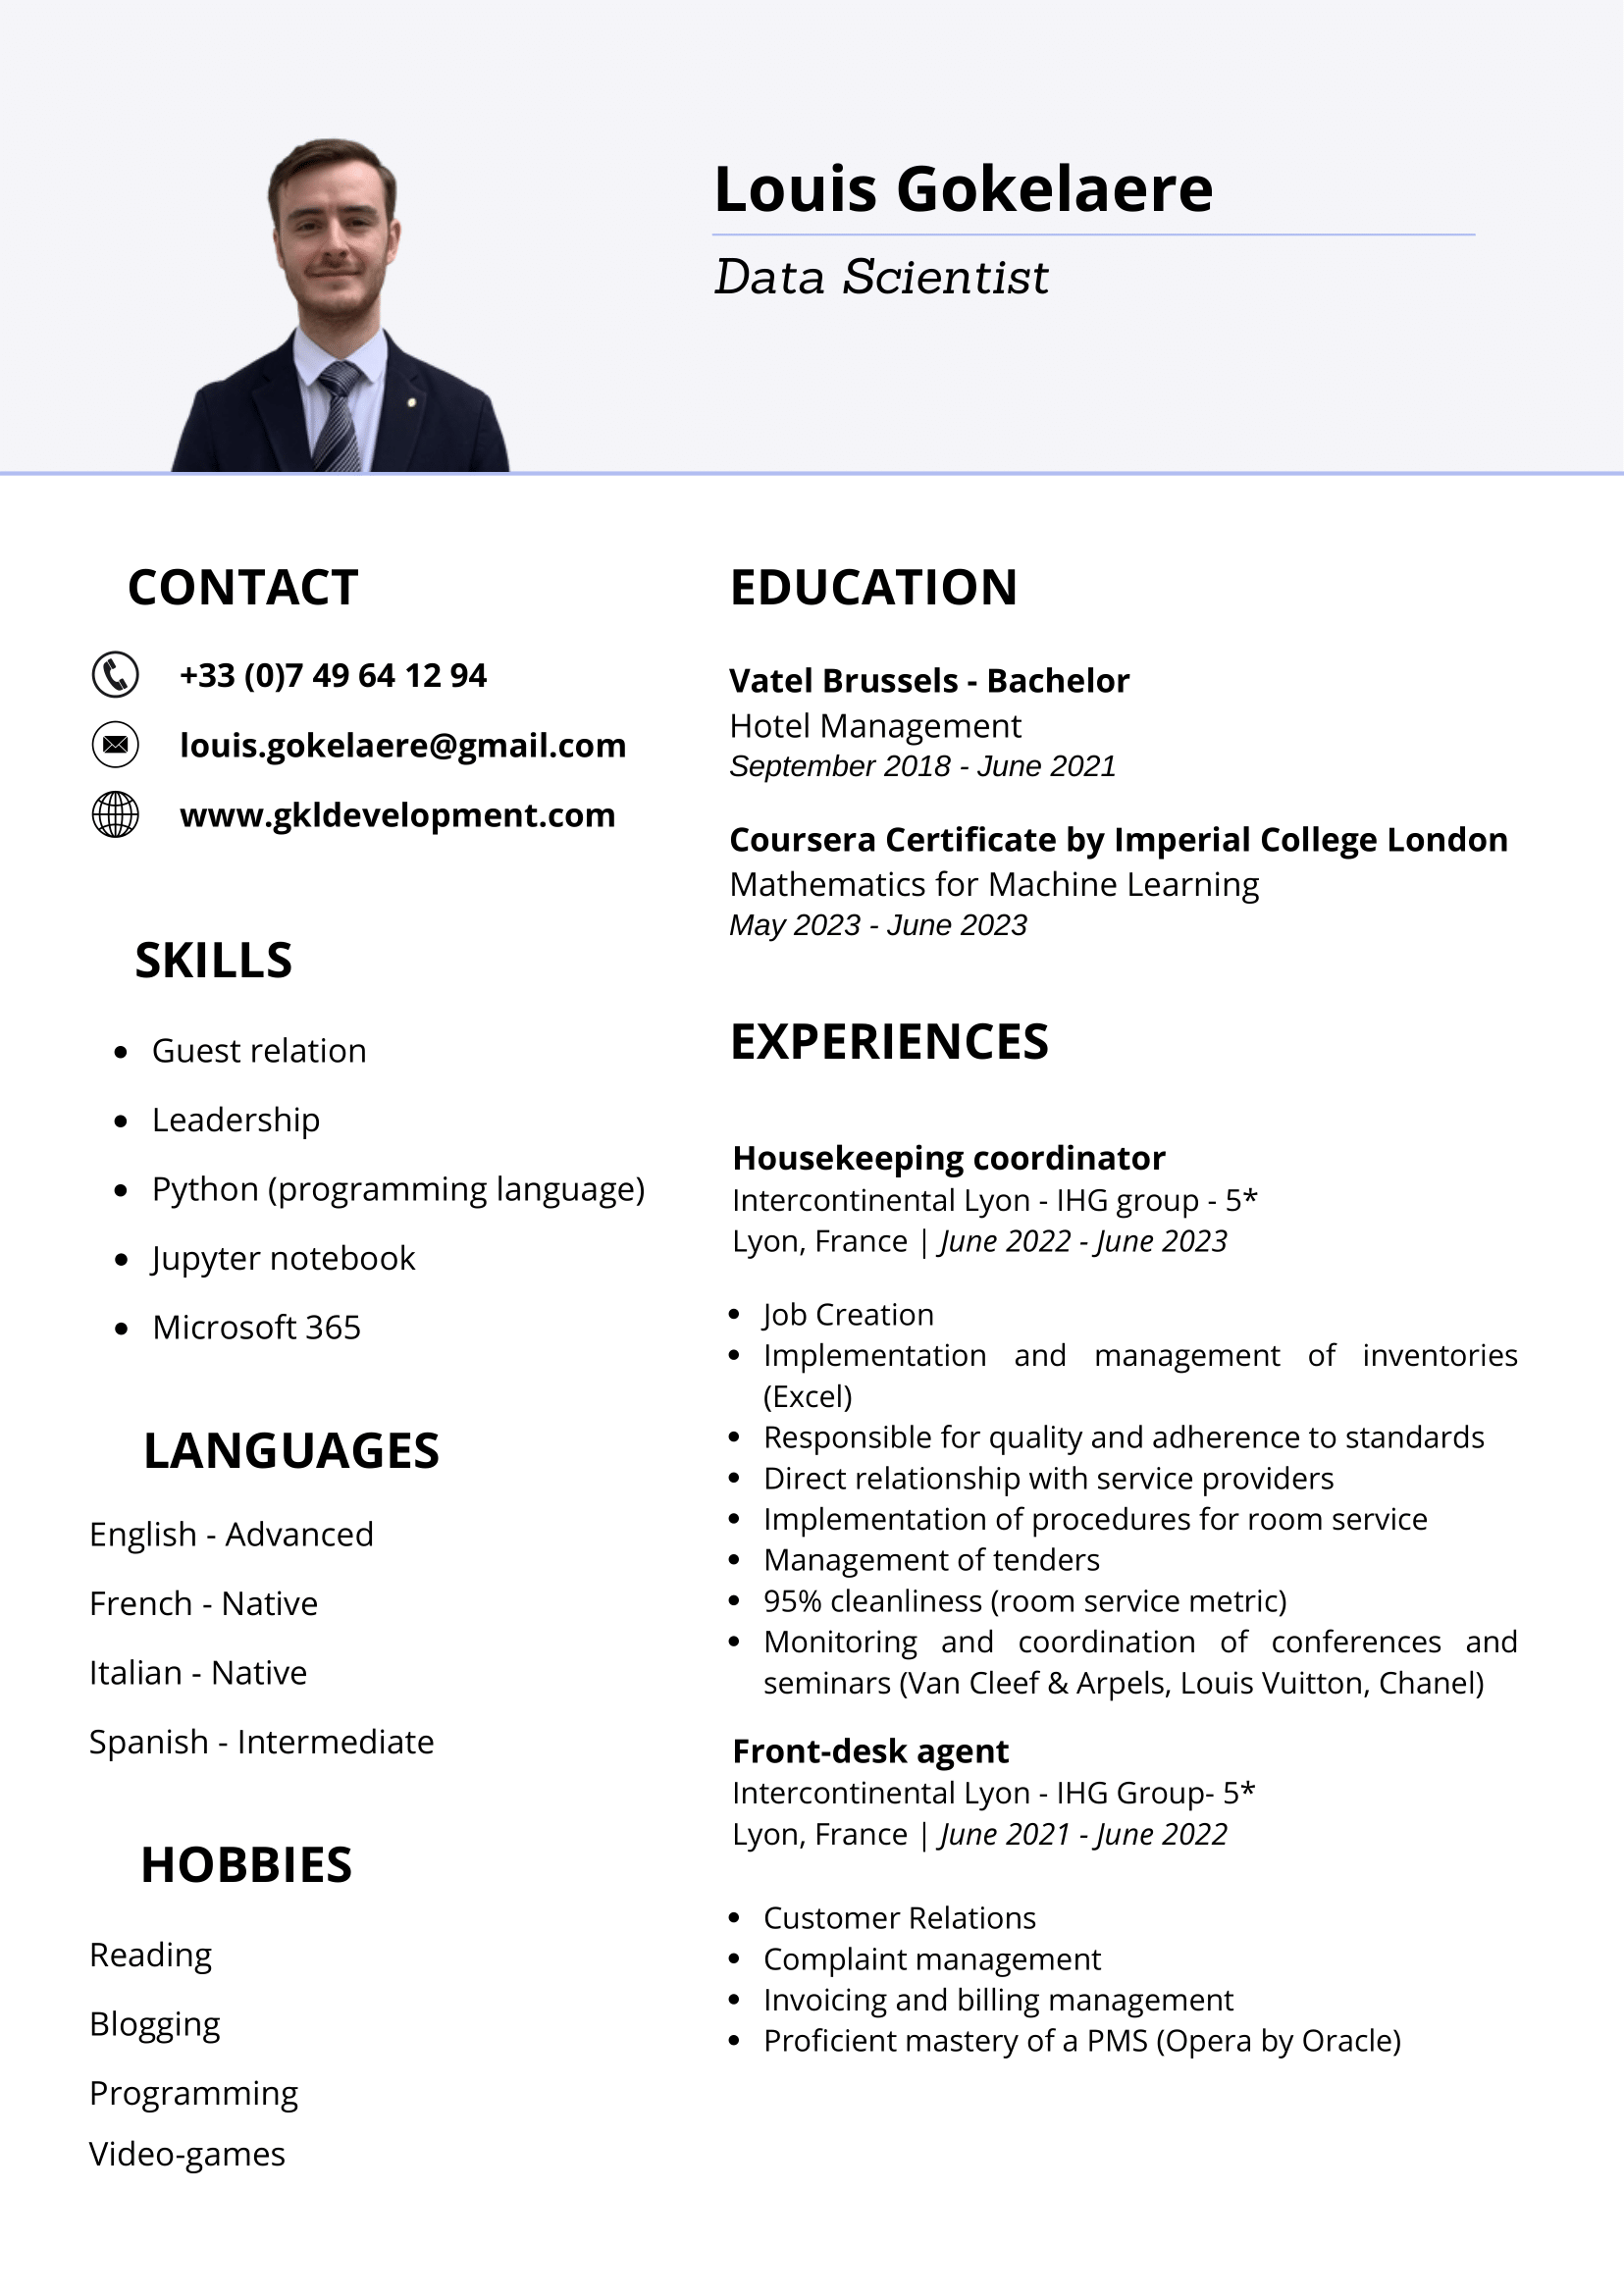 Louis Gokelaere
Data Scientist
CONTACT
+33 (0)7 49 64 12 94
louis.gokelaere@gmail.com
www.gkldevelopment.com
SKILLS
Guest relation
Leadership
Python (programming language)
Jupyter notebook
Microsoft 365
LANGUAGES
English - Advanced
French - Native
Italian - Native
Spanish - Intermediate
HOBBIES
Reading
Blogging
Programming
Video-games
EDUCATION
Vatel Brussels - Bachelor
Hotel Management
September 2018 - June 2021
Coursera Certificate by Imperial College London
Mathematics for Machine Learning
May 2023 - June 2023
EXPERIENCES
Housekeeping coordinator
Intercontinental Lyon - IHG group - 5*
Lyon, France | June 2022 - June 2023
Job Creation
Implementation and management of inventories
(Excel)
Responsible for quality and adherence to standards
Direct relationship with service providers
Implementation of procedures for room service
Management of tenders
95% cleanliness (room service metric)
Monitoring and coordination of conferences and
seminars (Van Cleef & Arpels, Louis Vuitton, Chanel)
Front-desk agent
Intercontinental Lyon - IHG Group- 5*
Lyon, France | June 2021 - June 2022
Customer Relations
Complaint management
Invoicing and billing management
Proficient mastery of a PMS (Opera by Oracle)